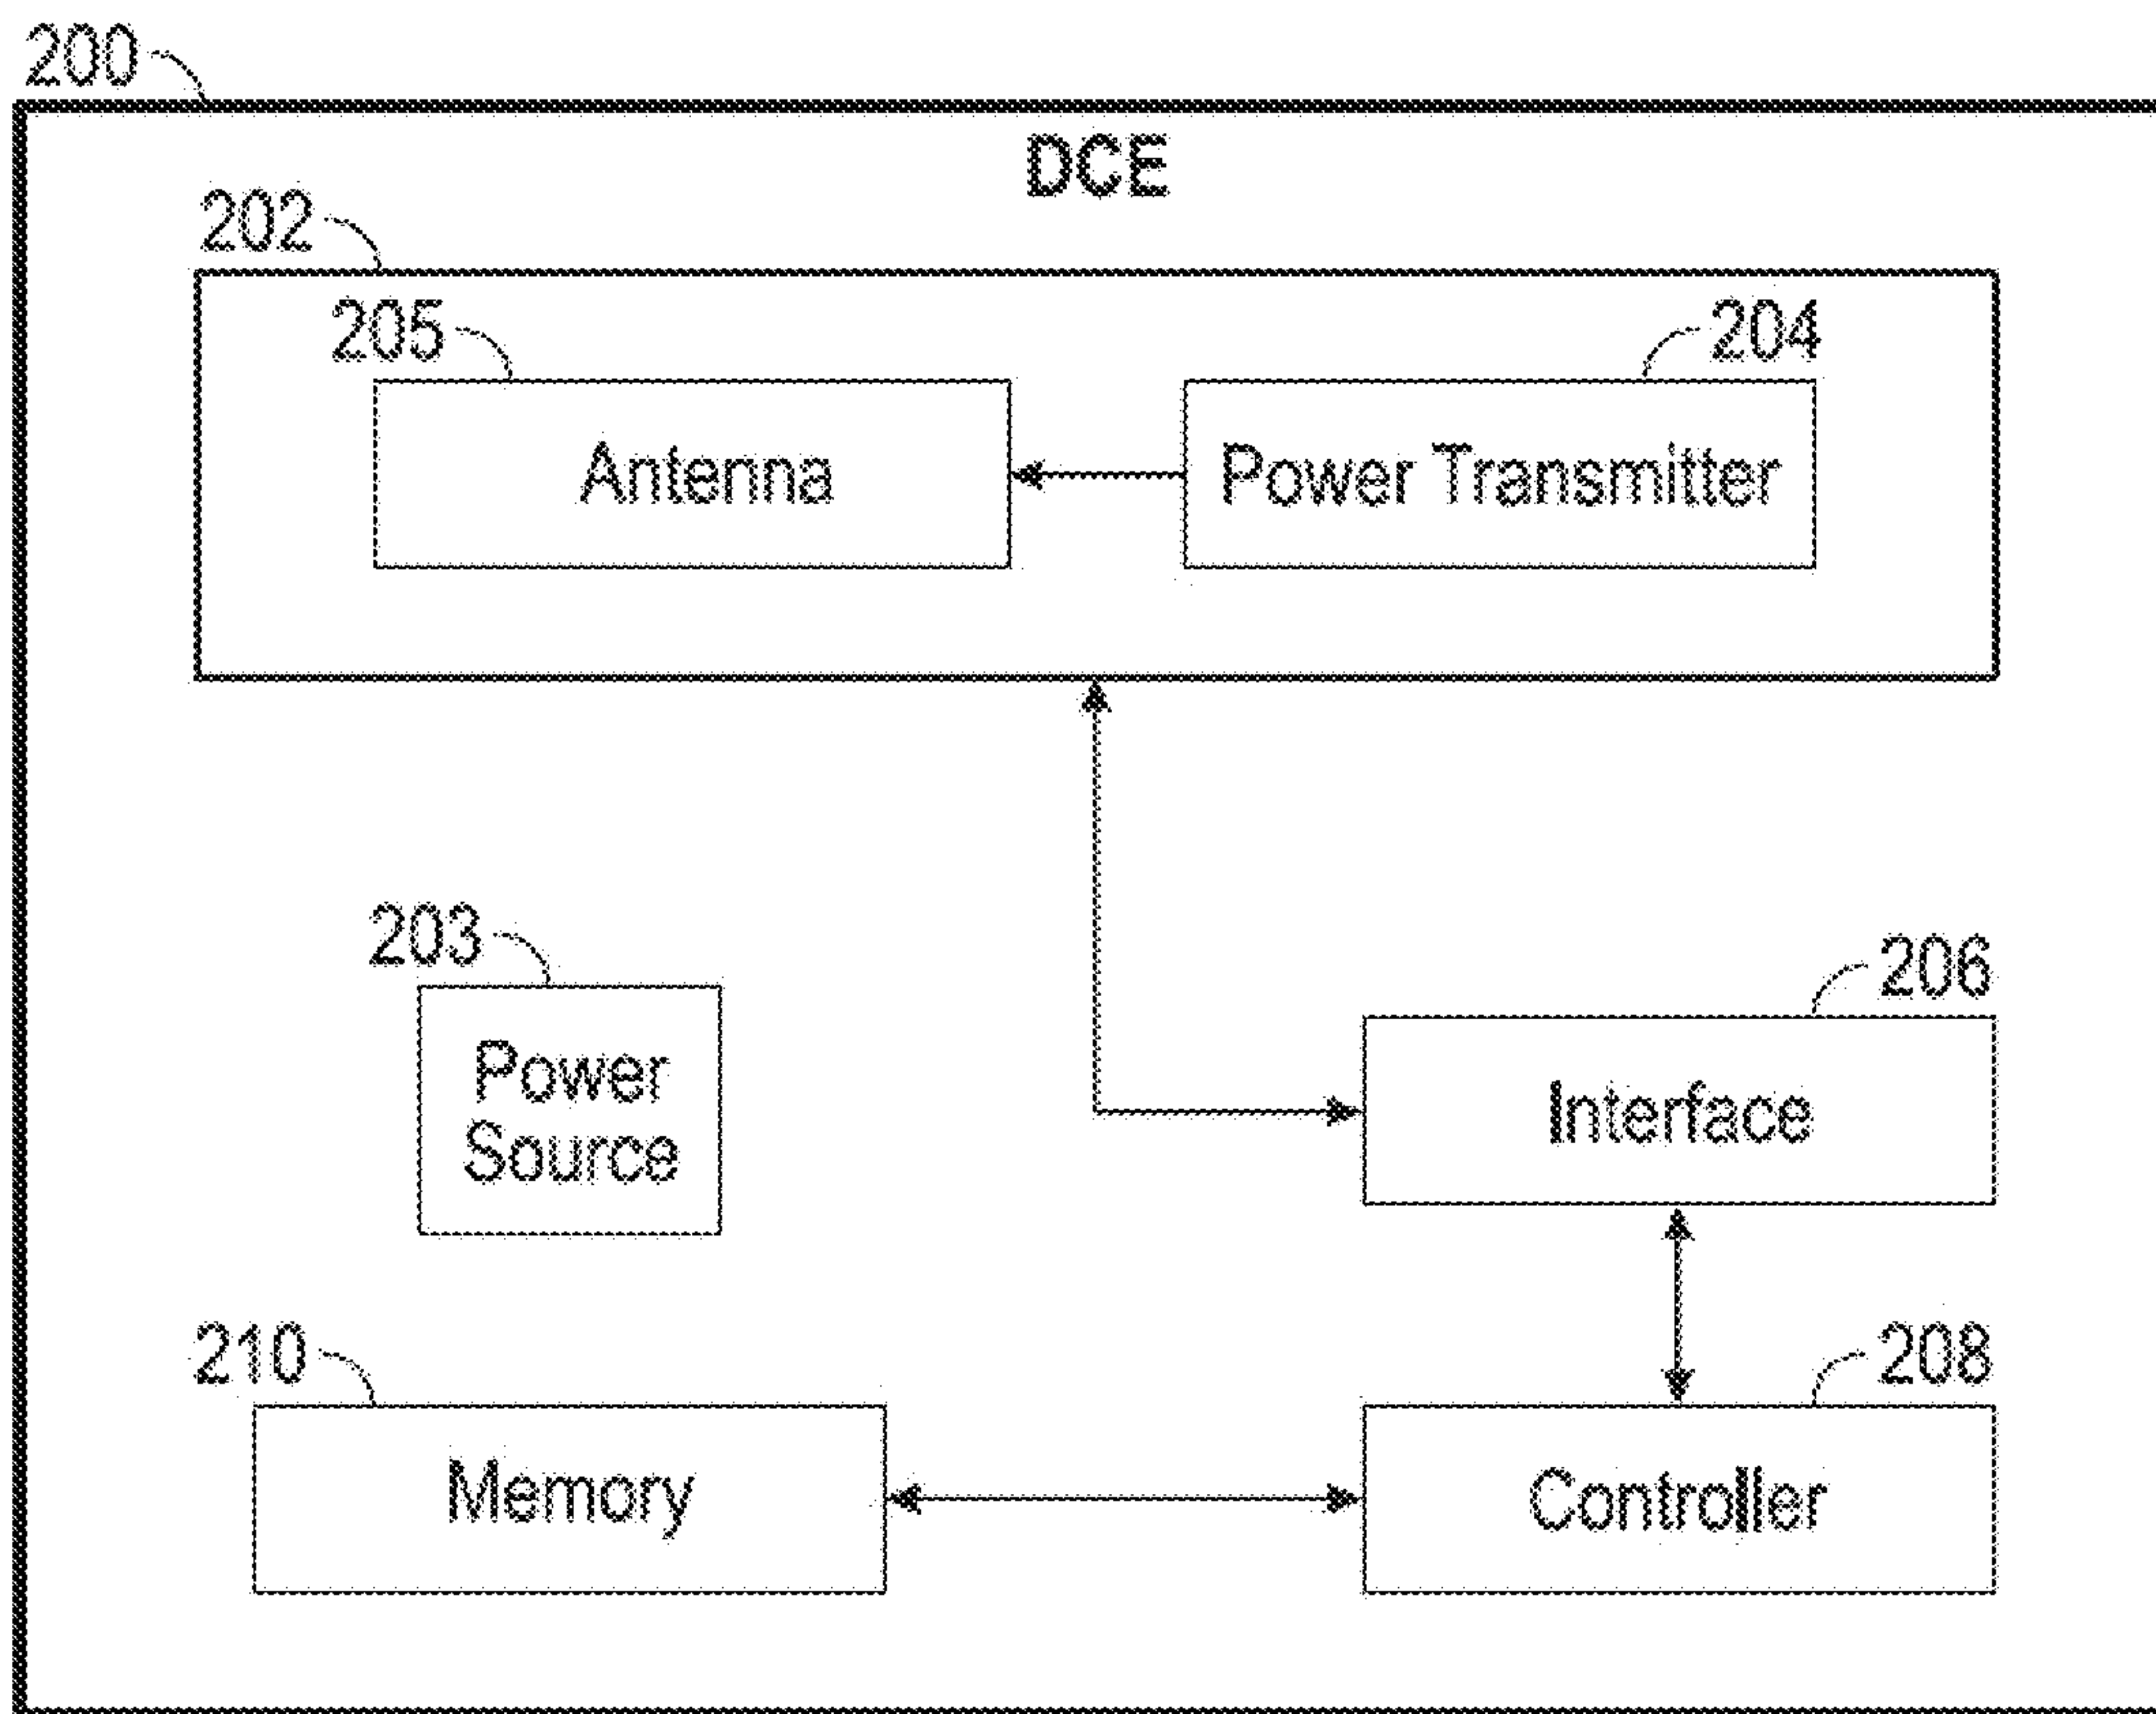 200
DCE
202
205
204
Antenna
Power Transmitter
203
206
Power
Source
Interface
210
208
Memory
Controller